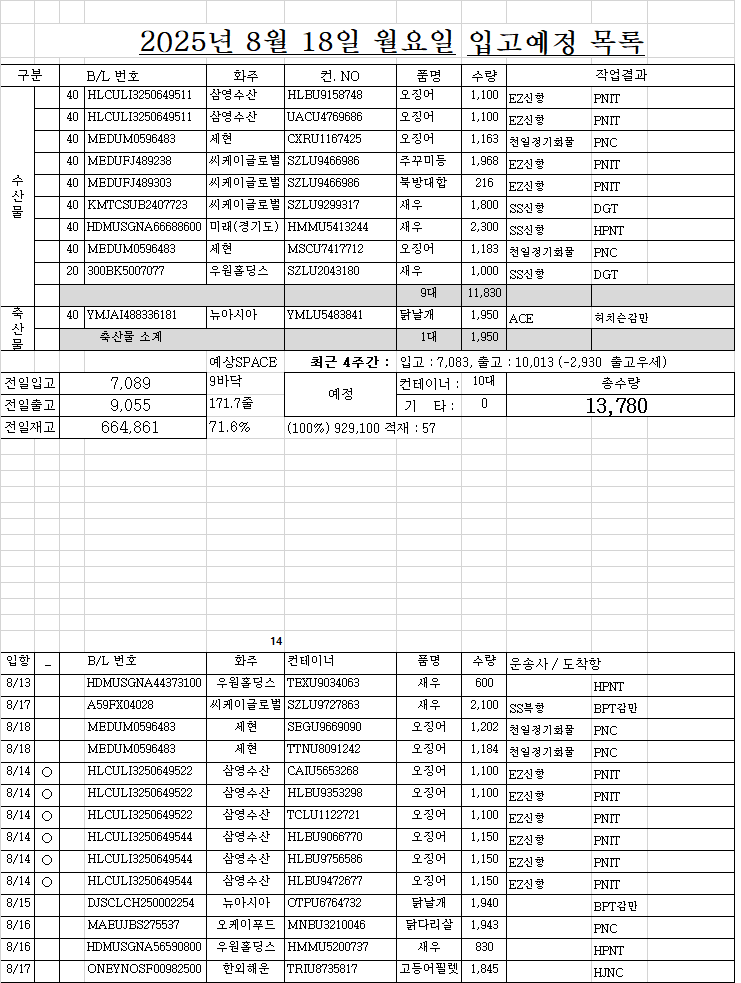 2025년 8월 18일 월요일 입고예정 목록
구분 B/L 번호 화주 컨. NO 품명 수량 작업결과
수산물
40 HLCULI3250649511 삼영수산 HLBU9158748 오징어 1,100 EZ신항 PNIT
40 HLCULI3250649511 삼영수산 UACU4769686 오징어 1,100 EZ신항 PNIT
40 MEDUM0596483 제현 CXRU1167425 오징어 1,163 천일정기화물 PNC
40 MEDUFJ489238 씨케이글로벌 SZLU9466986 주꾸미등 1,968 EZ신항 PNIT
40 MEDUFJ489303 씨케이글로벌 SZLU9466986 북방대합 216 EZ신항 PNIT
40 KMTCSUB2407723 씨케이글로벌 SZLU9299317 새우 1,800 SS신항 DGT
40 HDMUSGNA66688600 미래(경기도) HMMU5413244 새우 2,300 SS신항 HPNT
40 MEDUM0596483 제현 MSCU7417712 오징어 1,183 천일정기화물 PNC
20 300BK5007077 우원홀딩스 SZLU2043180 새우 1,000 SS신항 DGT
9대 11,830
축산물
40 YMJAI488336181 뉴아시아 YMLU5483841 닭날개 1,950 ACE 허치슨감만
축산물 소계 1대 1,950
예상SPACE 최근 4주간 : 입고 : 7,083, 출고 : 10,013 (-2,930 출고우세)
전일입고 7,089 9바닥 예정 컨테이너 : 10대 총수량
전일출고 9,055 171.7줄 기 타 : 0 13,780
전일재고 664,861 71.6% (100%) 929,100 적재 : 57
14
입항 _ B/L 번호 화주 컨테이너 품명 수량 운송사 / 도착항
8/13 HDMUSGNA44373100 우원홀딩스 TEXU9034063 새우 600 HPNT
8/17 A59FX04028 씨케이글로벌 SZLU9727863 새우 2,100 SS북항 BPT감만
8/18 MEDUM0596483 제현 SEGU9669090 오징어 1,202 천일정기화물 PNC
8/18 MEDUM0596483 제현 TTNU8091242 오징어 1,184 천일정기화물 PNC
8/14 ○ HLCULI3250649522 삼영수산 CAIU5653268 오징어 1,100 EZ신항 PNIT
8/14 ○ HLCULI3250649522 삼영수산 HLBU9353298 오징어 1,100 EZ신항 PNIT
8/14 ○ HLCULI3250649522 삼영수산 TCLU1122721 오징어 1,100 EZ신항 PNIT
8/14 ○ HLCULI3250649544 삼영수산 HLBU9066770 오징어 1,150 EZ신항 PNIT
8/14 ○ HLCULI3250649544 삼영수산 HLBU9756586 오징어 1,150 EZ신항 PNIT
8/14 ○ HLCULI3250649544 삼영수산 HLBU9472677 오징어 1,150 EZ신항 PNIT
8/15 DJSCLCH250002254 뉴아시아 OTPU6764732 닭날개 1,940 BPT감만
8/16 MAEUJBS275537 오케이푸드 MNBU3210046 닭다리살 1,943 PNC
8/16 HDMUSGNA56590800 우원홀딩스 HMMU5200737 새우 830 HPNT
8/17 ONEYNOSF00982500 한외해운 TRIU8735817 고등어필렛 1,845 HJNC